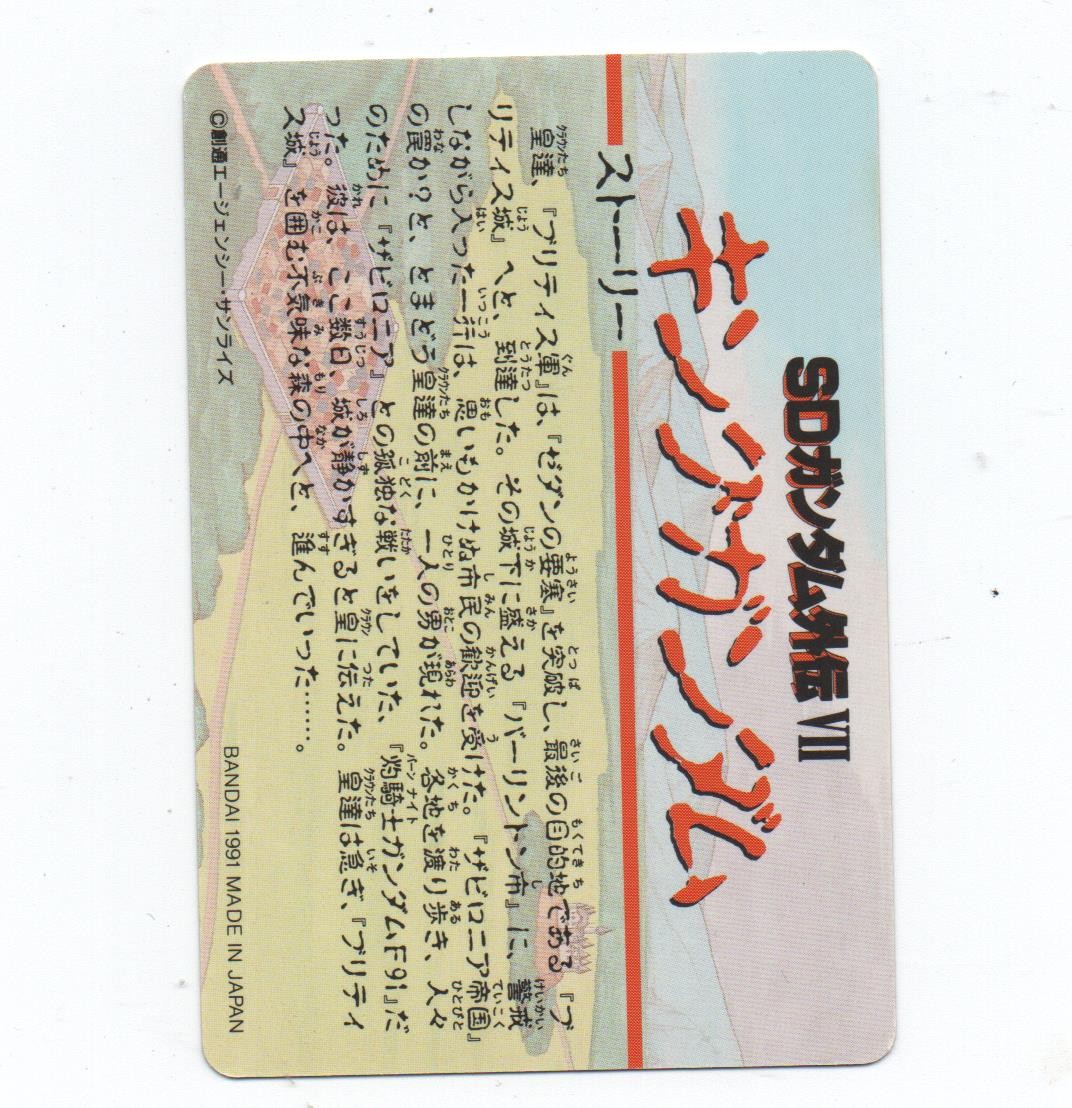 SDガンダム外伝 VII
キングガンダム
ストーリー
皇達、『ブリティス軍』は、『ゼダンの要塞』を突破し、最後の目的地である『ブ
リティス城』へと、到達した。その城下に盛える『バーリントン市』に、警戒
しながら入った一行は、思いもかけぬ市民の歓迎を受けた。『ザビロニア帝国』
の罠か?と、とまどう皇達の前に、一人の男が現れた。各地を渡り歩き、人々
のために『ザビロニア』との孤独な戦いをしていた、『灼騎士ガンダムF91』だ
った。彼は、ここ数日、城が静かすぎると皇に伝えた。皇達は急ぎ、『ブリティ
ス城』を囲む不気味な森の中へと、進んでいった……。
©創通エージェンシー・サンライズ
BANDAI 1991 MADE IN JAPAN